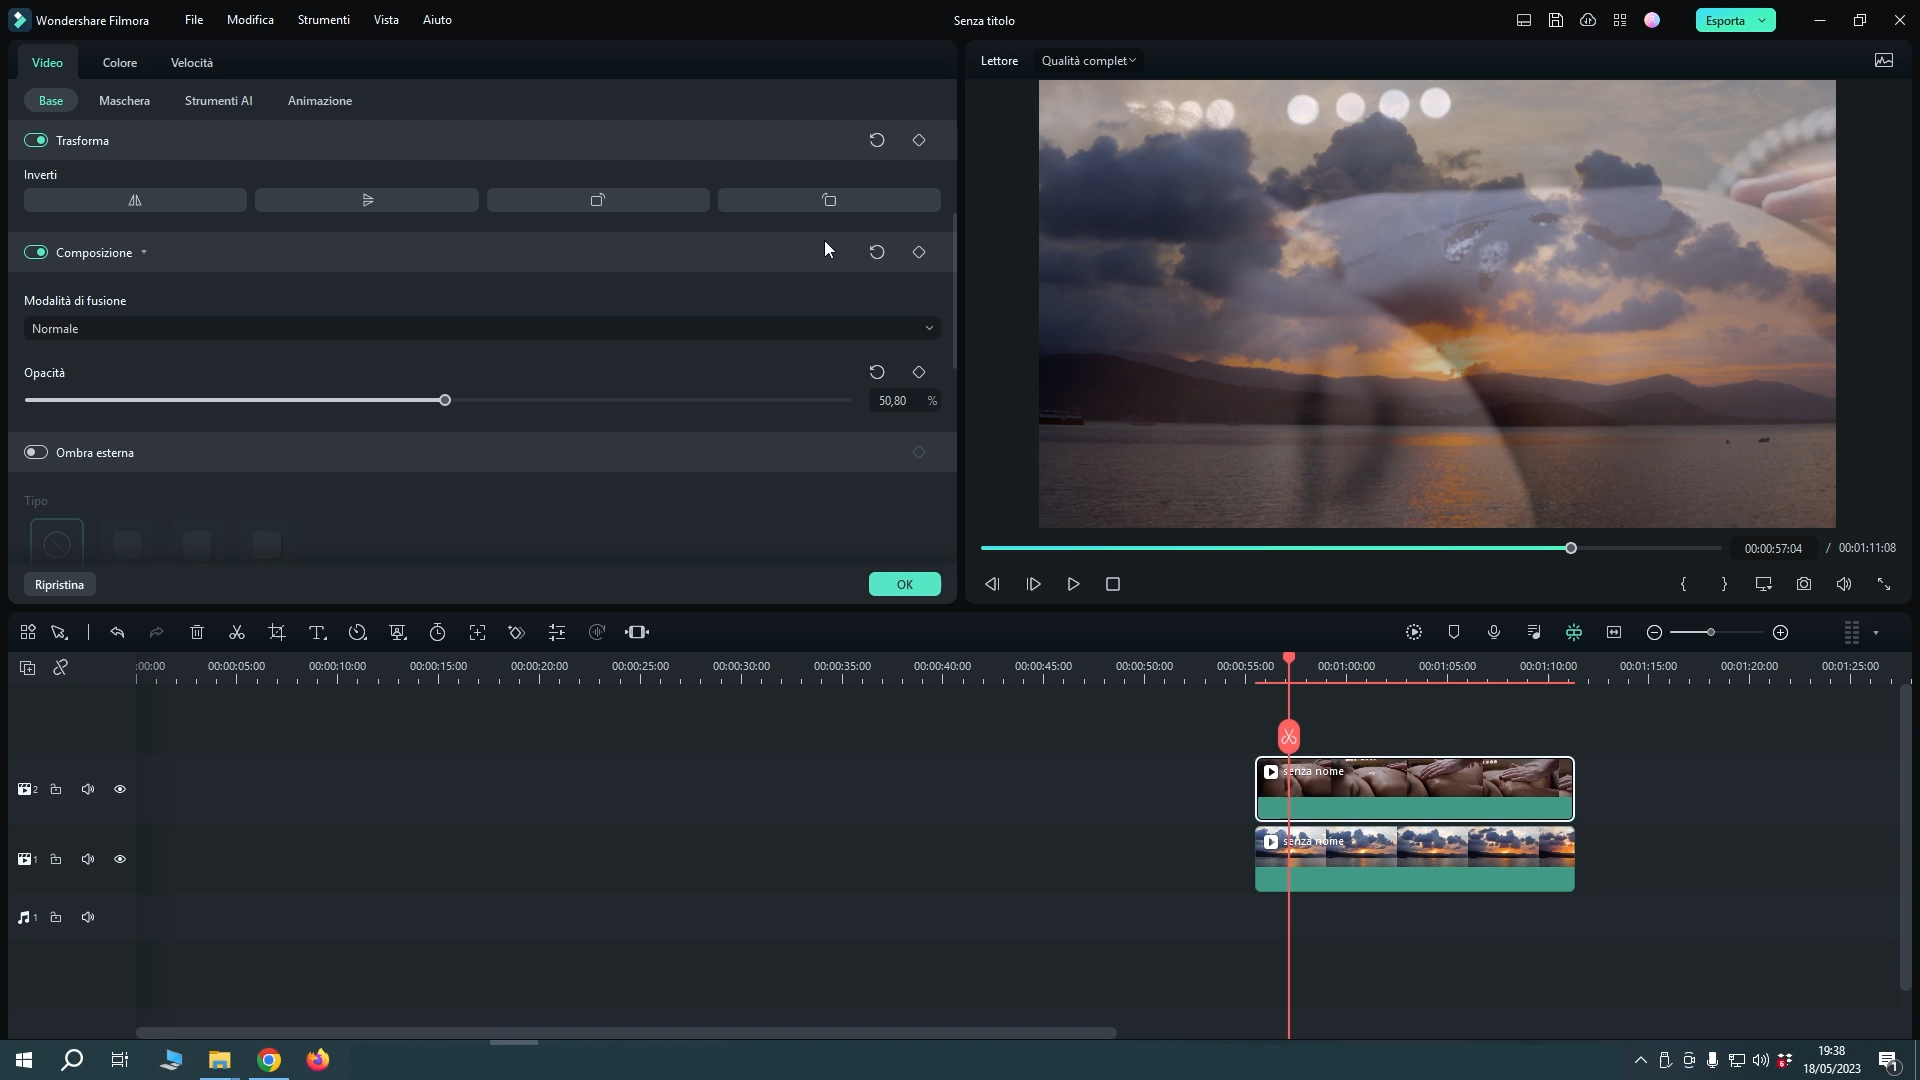 Wondershare Filmora File Modifica Strumenti Vista Aiuto Senza titolo Esporta
Video Colore Velocità
Lettore Qualità complet
Base Maschera Strumenti AI Animazione
Trasforma
Inverti
Composizione
Modalità di fusione
Normale
Opacità
50,80 %
Ombra esterna
Tipo
Ripristina OK
00:00:57:04 / 00:01:11:08
:00:00 00:00:05:00 00:00:10:00 00:00:15:00 00:00:20:00 00:00:25:00 00:00:30:00 00:00:35:00 00:00:40:00 00:00:45:00 00:00:50:00 00:00:55:00 00:01:00:00 00:01:05:00 00:01:10:00 00:01:15:00 00:01:20:00 00:01:25:00
senza nome
2
senza nome
1
1
19:38
18/05/2023
6
1